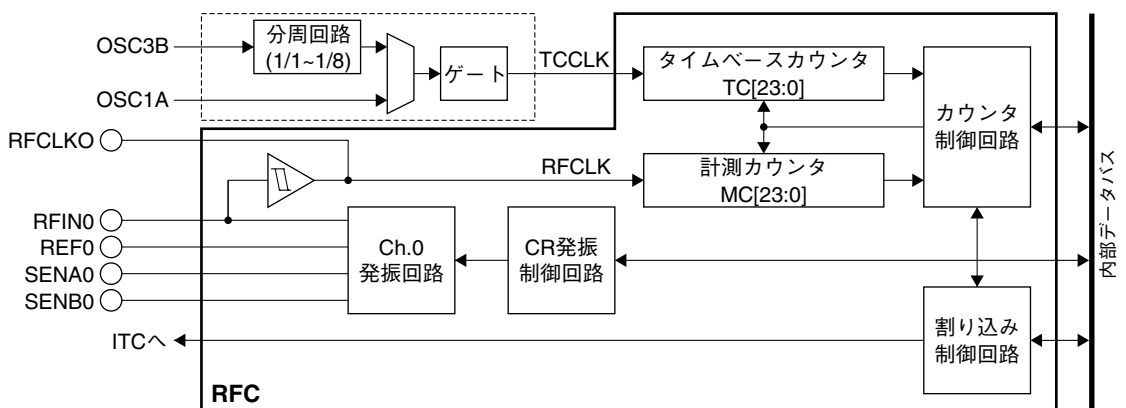 OSC3B
分周回路
(1/1~1/8)
ゲート
TCCLK
タイムベースカウンタ
TC[23:0]
OSC1A
カウンタ
制御回路
RFCLKO
RFCLK
計測カウンタ
MC[23:0]
RFIN0
REF0
SENA0
SENB0
Ch.0
発振回路
CR発振
制御回路
内部データバス
ITCへ
割り込み
制御回路
RFC